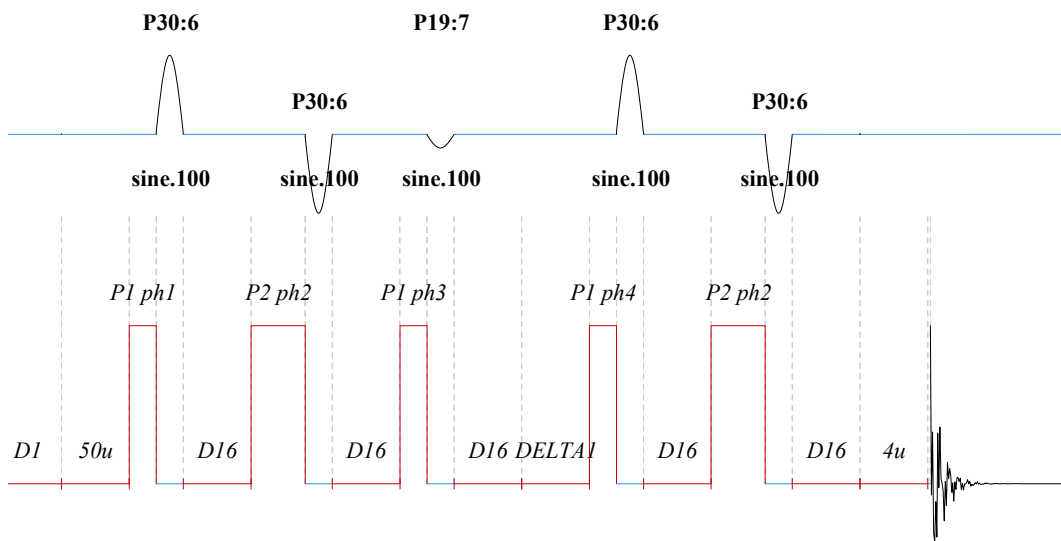 P30:6 P19:7 P30:6
P30:6 P30:6
sine.100 sine.100 sine.100 sine.100 sine.100
P1 ph1 P2 ph2 P1 ph3 P1 ph4 P2 ph2
D1 50u D16 D16 D16 DELTA1 D16 D16 4u